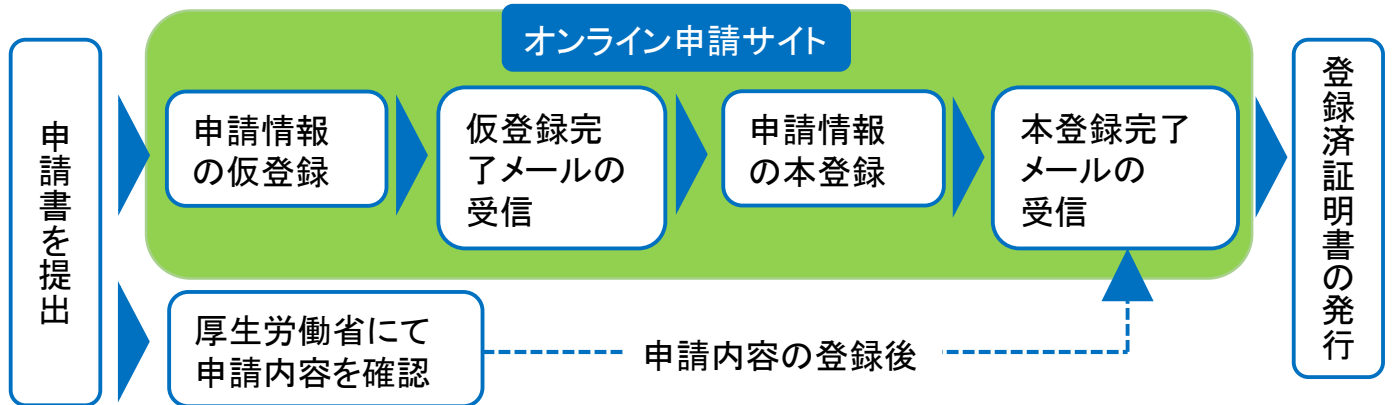 オンライン申請サイト
申請書を提出
申請情報
の仮登録
仮登録完
了メールの
受信
申請情報
の本登録
本登録完了
メールの
受信
登録済証明書の発行
厚生労働省にて
申請内容を確認
申請内容の登録後